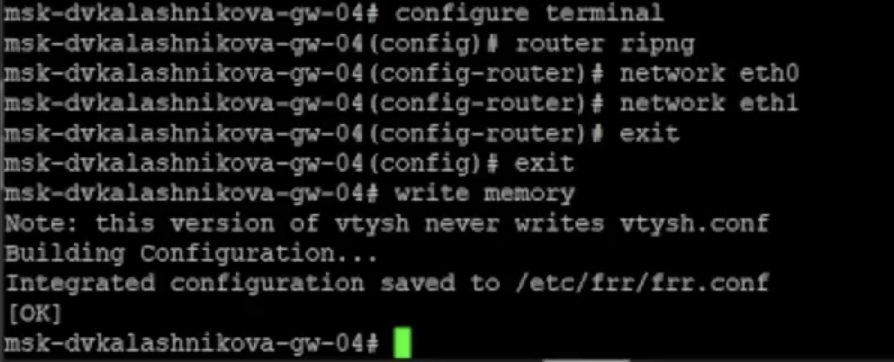 msk-dvkalashnikova-gw-04# configure terminal
msk-dvkalashnikova-gw-04(config)# router ripng
msk-dvkalashnikova-gw-04(config-router)# network eth0
msk-dvkalashnikova-gw-04(config-router)# network eth1
msk-dvkalashnikova-gw-04(config-router)# exit
msk-dvkalashnikova-gw-04(config)# exit
msk-dvkalashnikova-gw-04# write memory
Note: this version of vtysh never writes vtysh.conf
Building Configuration...
Integrated configuration saved to /etc/frr/frr.conf
[OK]
msk-dvkalashnikova-gw-04#